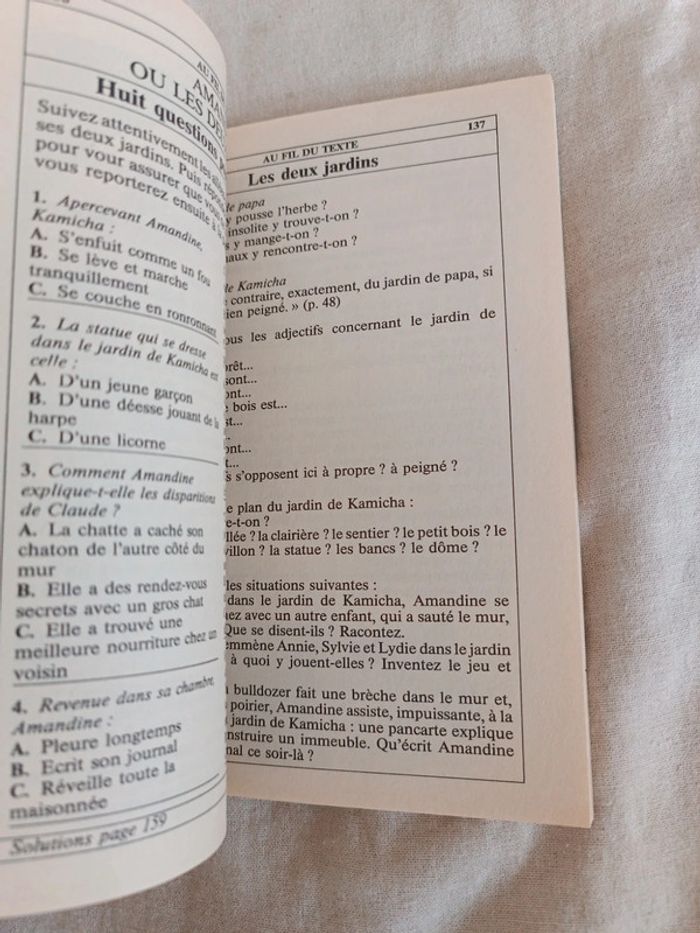 AU FIL
AMAN
OU LES DE
Huit questions p
Suivez attentivement les
ses deux jardins. Puis
pour vour assurer que vous
vous reporterez ensuite à la
1. Apercevant Amandine,
Kamicha :
A. S'enfuit comme un fou
B. Se lève et marche
tranquillement
C. Se couche en ronronnant
2. La statue qui se dresse
dans le jardin de Kamicha est
celle :
A. D'un jeune garçon
B. D'une déesse jouant de la
harpe
C. D'une licorne
3. Comment Amandine
explique-t-elle les disparitions
de Claude ?
A. La chatte a caché son
chaton de l'autre côté du
mur
B. Elle a des rendez-vous
secrets avec un gros chat
C. Elle a trouvé une
meilleure nourriture chez un
voisin
4. Revenue dans sa chambre,
Amandine :
A. Pleure longtemps
B. Ecrit son journal
C. Réveille toute la
maisonnée
Solutions page 159
137
AU FIL DU TEXTE
Les deux jardins
de papa
y pousse l'herbe ?
insolite y trouve-t-on ?
s y mange-t-on ?
aux y rencontre-t-on ?
de Kamicha
e contraire, exactement, du jardin de papa, si
ien peigné. » (p. 48)
ous les adjectifs concernant le jardin de
rêt...
sont...
ont...
e bois est...
st...
..
ont...
t...
fs s'opposent ici à propre ? à peigné ?
le plan du jardin de Kamicha :
re-t-on ?
llée ? la clairière ? le sentier ? le petit bois ? le
villon ? la statue ? les bancs ? le dôme ?
les situations suivantes :
dans le jardin de Kamicha, Amandine se
nez avec un autre enfant, qui a sauté le mur,
Que se disent-ils ? Racontez.
emmène Annie, Sylvie et Lydie dans le jardin
à quoi y jouent-elles ? Inventez le jeu et
n bulldozer fait une brèche dans le mur et,
poirier, Amandine assiste, impuissante, à la
u jardin de Kamicha : une pancarte explique
onstruire un immeuble. Qu'écrit Amandine
nal ce soir-là ?